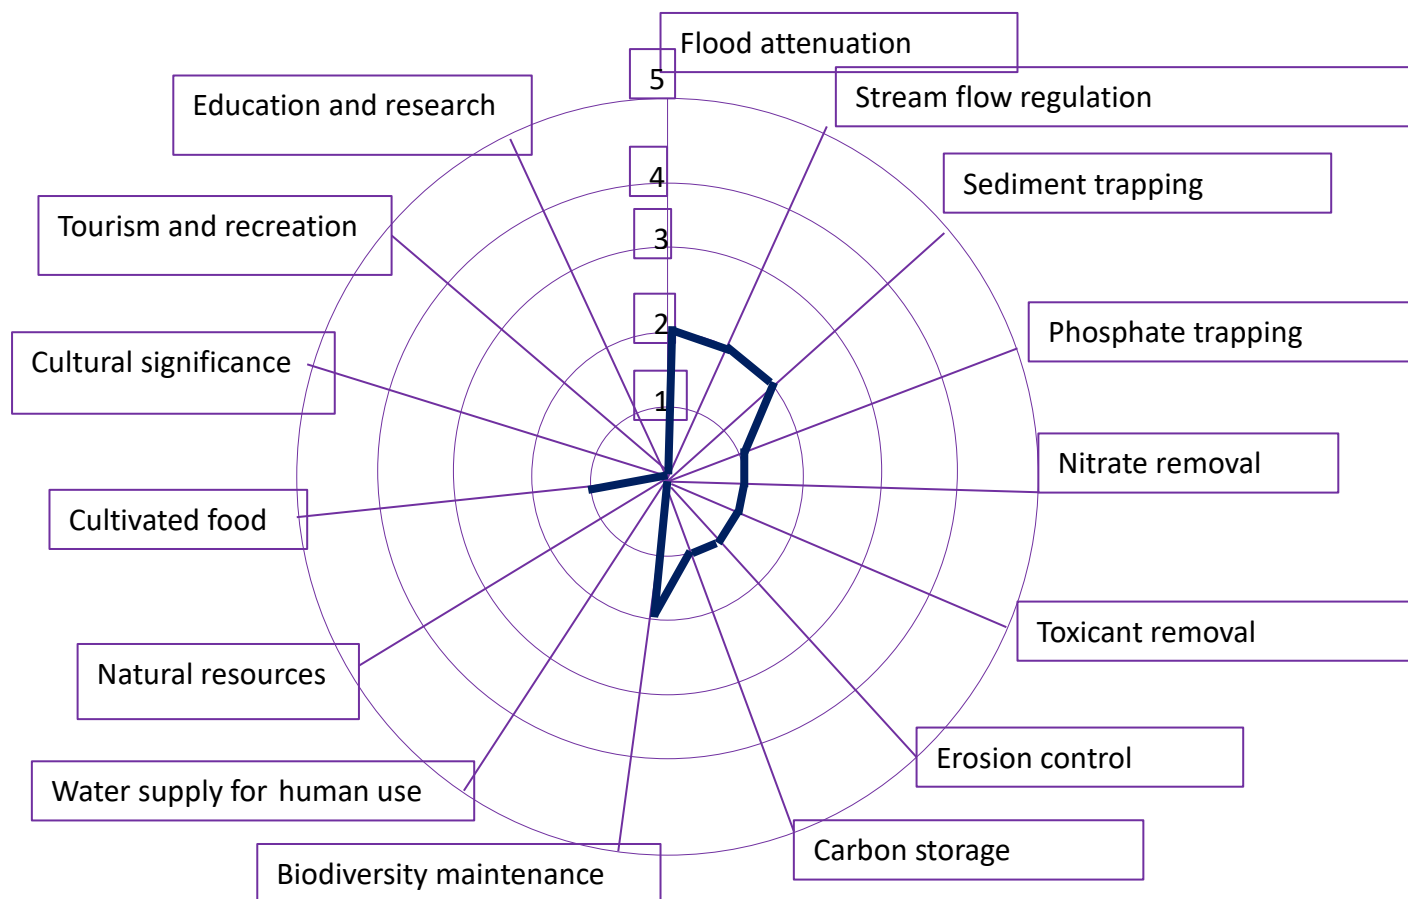 Flood attenuation
5
Stream flow regulation
Education and research
4
Sediment trapping
Tourism and recreation
3
2
Phosphate trapping
Cultural significance
1
Nitrate removal
Cultivated food
Toxicant removal
Natural resources
Erosion control
Water supply for human use
Carbon storage
Biodiversity maintenance